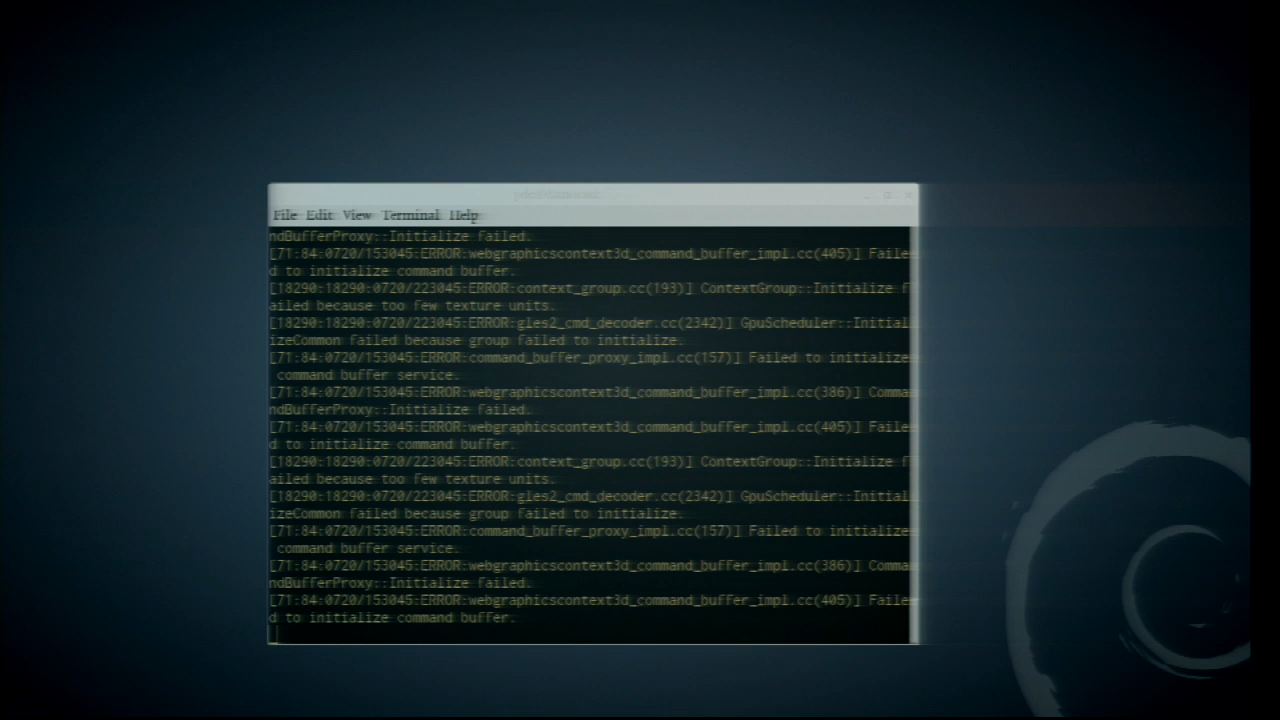 File Edit View Terminal Help
ndBufferProxy::Initialize failed.
[71:84:0720/153045:ERROR:webgraphicscontext3d_command_buffer_impl.cc(405)] Faile
d to initialize command buffer.
[18290:18290:0720/223045:ERROR:context_group.cc(193)] ContextGroup::Initialize f
ailed because too few texture units.
[18290:18290:0720/223045:ERROR:gles2_cmd_decoder.cc(2342)] GpuScheduler::Initial
izeCommon failed because group failed to initialize.
[71:84:0720/153045:ERROR:command_buffer_proxy_impl.cc(157)] Failed to initialize
command buffer service.
[71:84:0720/153045:ERROR:webgraphicscontext3d_command_buffer_impl.cc(386)] Comma
ndBufferProxy::Initialize failed.
[71:84:0720/153045:ERROR:webgraphicscontext3d_command_buffer_impl.cc(405)] Faile
d to initialize command buffer.
[18290:18290:0720/223045:ERROR:context_group.cc(193)] ContextGroup::Initialize f
ailed because too few texture units.
[18290:18290:0720/223045:ERROR:gles2_cmd_decoder.cc(2342)] GpuScheduler::Initial
izeCommon failed because group failed to initialize.
[71:84:0720/153045:ERROR:command_buffer_proxy_impl.cc(157)] Failed to initialize
command buffer service.
[71:84:0720/153045:ERROR:webgraphicscontext3d_command_buffer_impl.cc(386)] Comma
ndBufferProxy::Initialize failed.
[71:84:0720/153045:ERROR:webgraphicscontext3d_command_buffer_impl.cc(405)] Faile
d to initialize command buffer.